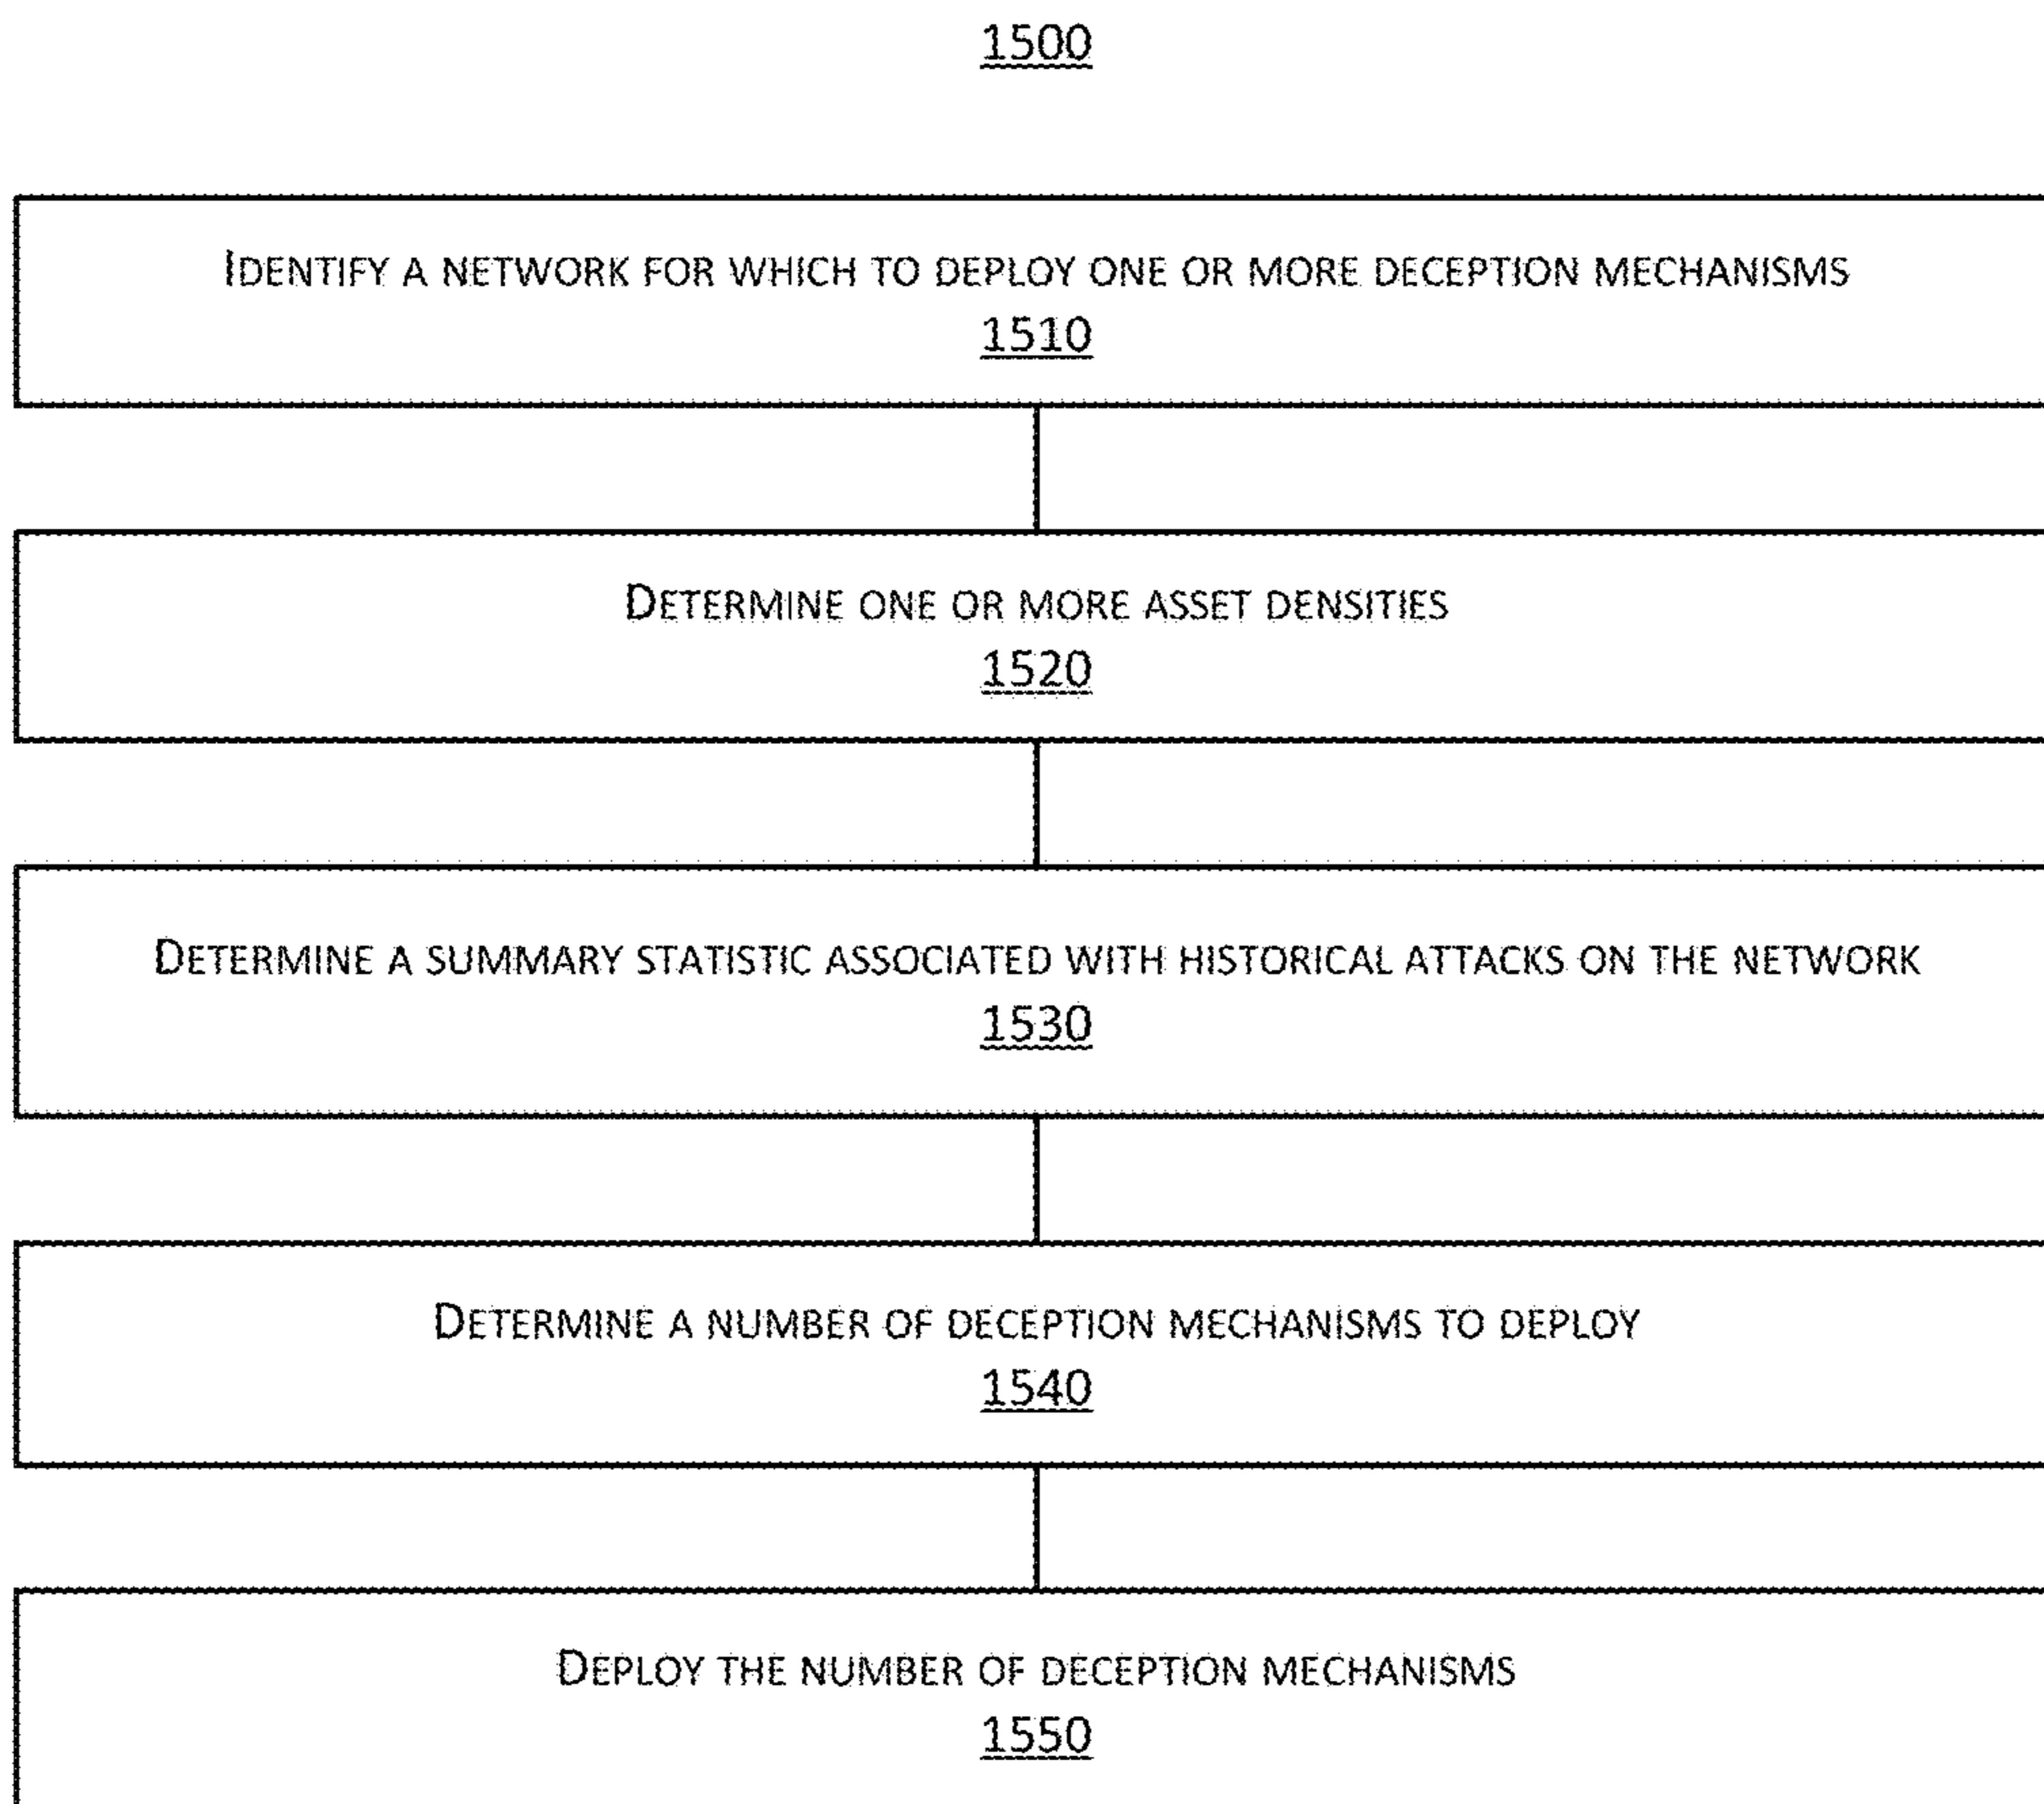 1500
Identify a network for which to deploy one or more deception mechanisms
1510
Determine one or more asset densities
1520
Determine a summary statistic associated with historical attacks on the network
1530
Determine a number of deception mechanisms to deploy
1540
Deploy the number of deception mechanisms
1550